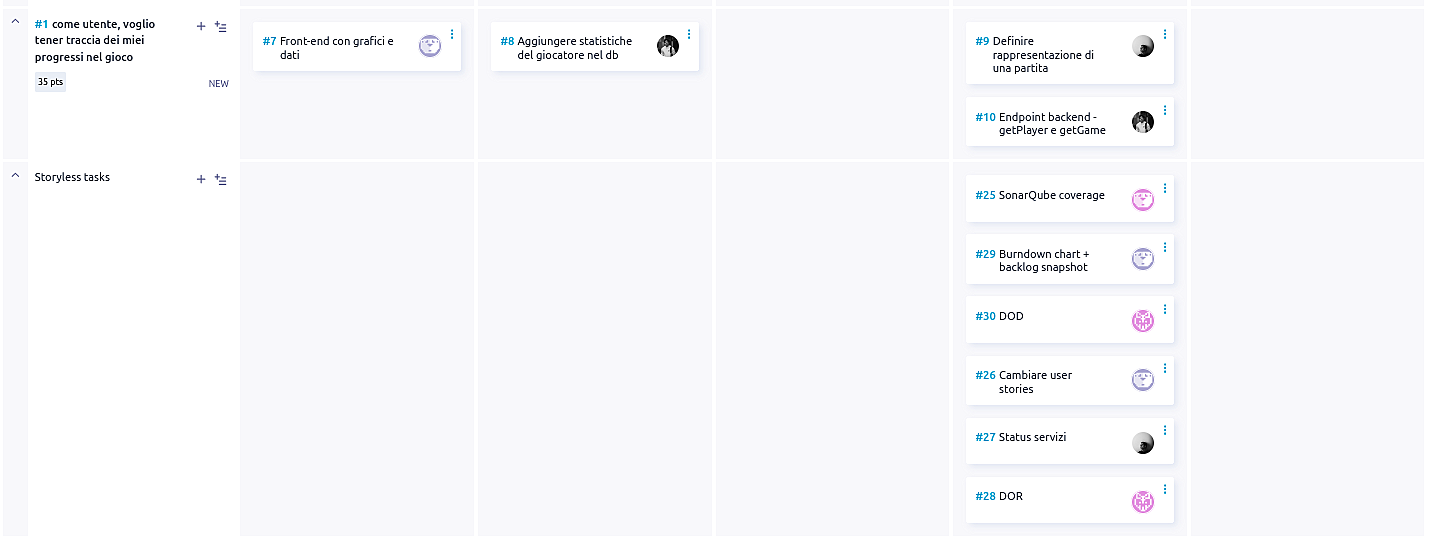 #1 come utente, voglio
tener traccia dei miei
progressi nel gioco
35 pts
NEW
#7 Front-end con grafici e
dati
#8 Aggiungere statistiche
del giocatore nel db
#9 Definire
rappresentazione di
una partita
#10 Endpoint backend -
getPlayer e getGame
Storyless tasks
#25 SonarQube coverage
#29 Burndown chart +
backlog snapshot
#30 DOD
#26 Cambiare user
stories
#27 Status servizi
#28 DOR